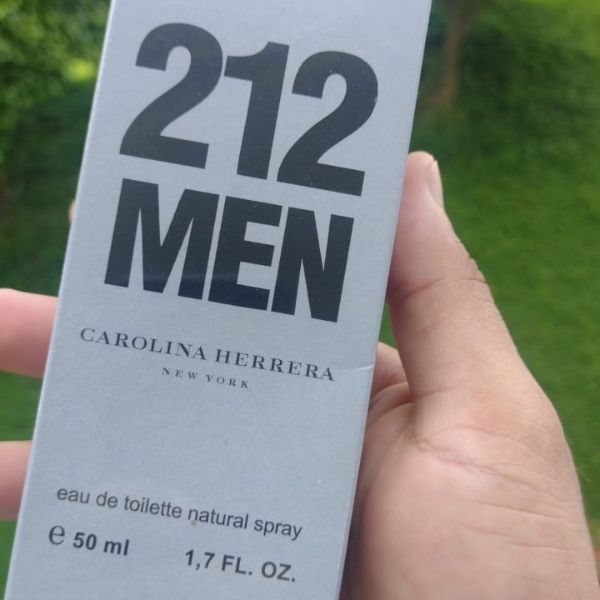 212
MEN
CAROLINA HERRERA
NEW YORK
eau de toilette natural spray
e 50 ml 1,7 FL. OZ.